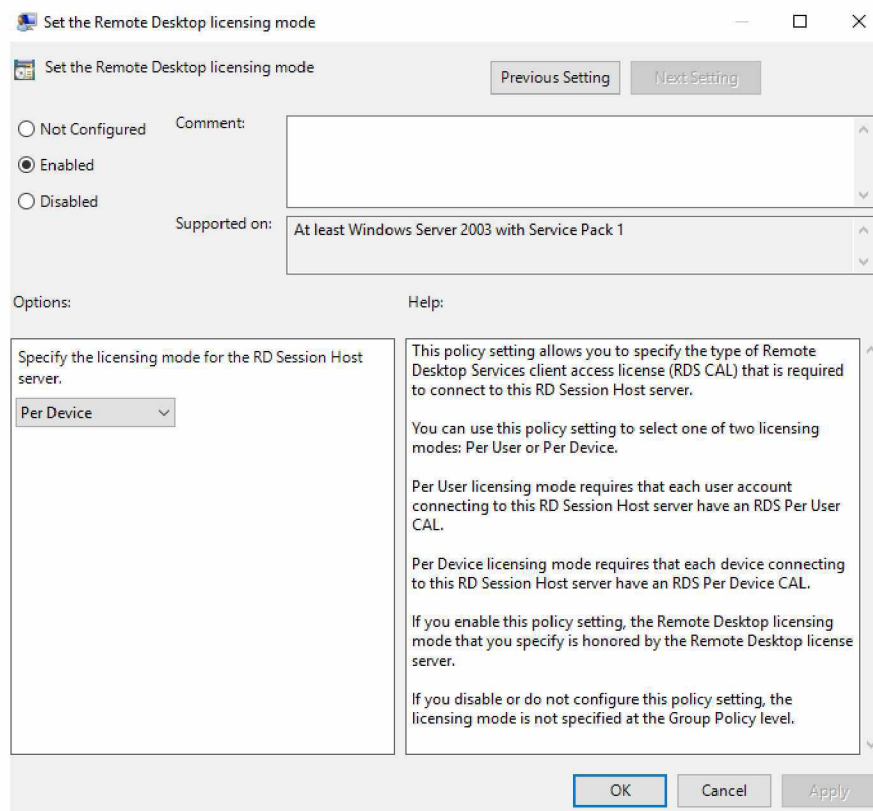 Set the Remote Desktop licensing mode
Set the Remote Desktop licensing mode
Previous Setting
Next Setting
Not Configured
Comment:
Enabled
Disabled
Supported on:
At least Windows Server 2003 with Service Pack 1
Options:
Help:
Specify the licensing mode for the RD Session Host
server.
Per Device
This policy setting allows you to specify the type of Remote
Desktop Services client access license (RDS CAL) that is required
to connect to this RD Session Host server.
You can use this policy setting to select one of two licensing
modes: Per User or Per Device.
Per User licensing mode requires that each user account
connecting to this RD Session Host server have an RDS Per User
CAL.
Per Device licensing mode requires that each device connecting
to this RD Session Host server have an RDS Per Device CAL.
If you enable this policy setting, the Remote Desktop licensing
mode that you specify is honored by the Remote Desktop license
server.
If you disable or do not configure this policy setting, the
licensing mode is not specified at the Group Policy level.
OK
Cancel
Apply